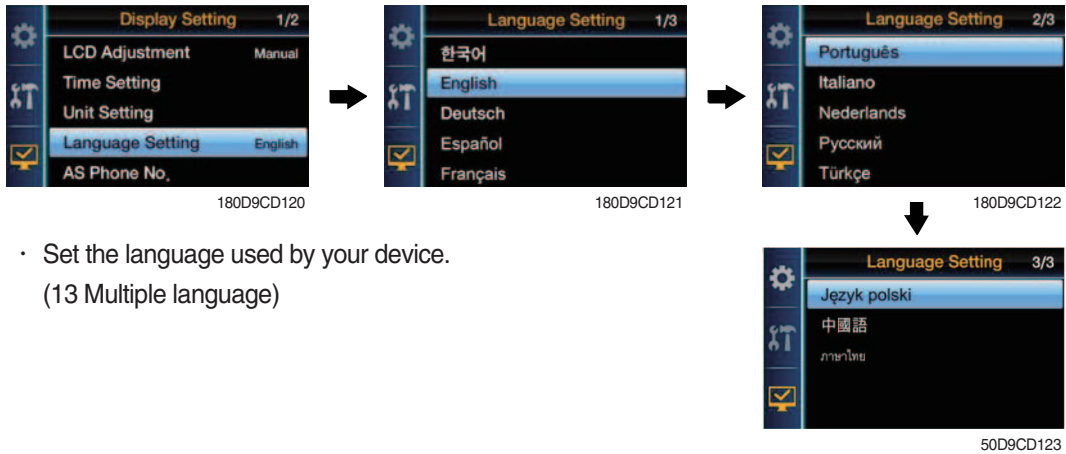 Display Setting 1/2
LCD Adjustment Manual
Time Setting
Unit Setting
Language Setting English
AS Phone No.
180D9CD120
Language Setting 1/3
한국어
English
Deutsch
Español
Français
180D9CD121
Language Setting 2/3
Português
Italiano
Nederlands
Русский
Türkçe
180D9CD122
· Set the language used by your device.
(13 Multiple language)
Language Setting 3/3
Język polski
中國語
ภาษาไทย
50D9CD123